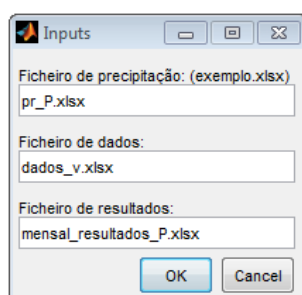 Inputs
Ficheiro de precipitação: (exemplo.xlsx)
pr_P.xlsx
Ficheiro de dados:
dados_v.xlsx
Ficheiro de resultados:
mensal_resultados_P.xlsx
OK Cancel